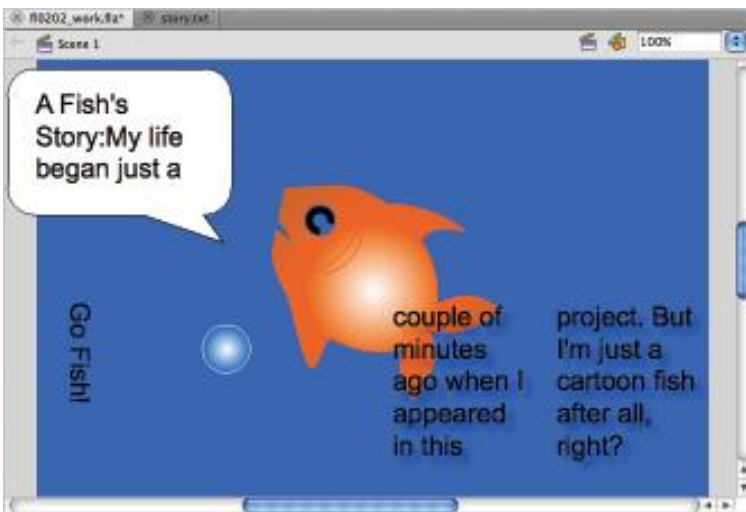 fl0202_work.fla*
story.txt
Scene 1
100%
A Fish's
Story:My life
began just a
Go Fish!
couple of
minutes
ago when I
appeared
in this
project. But
I'm just a
cartoon fish
after all,
right?